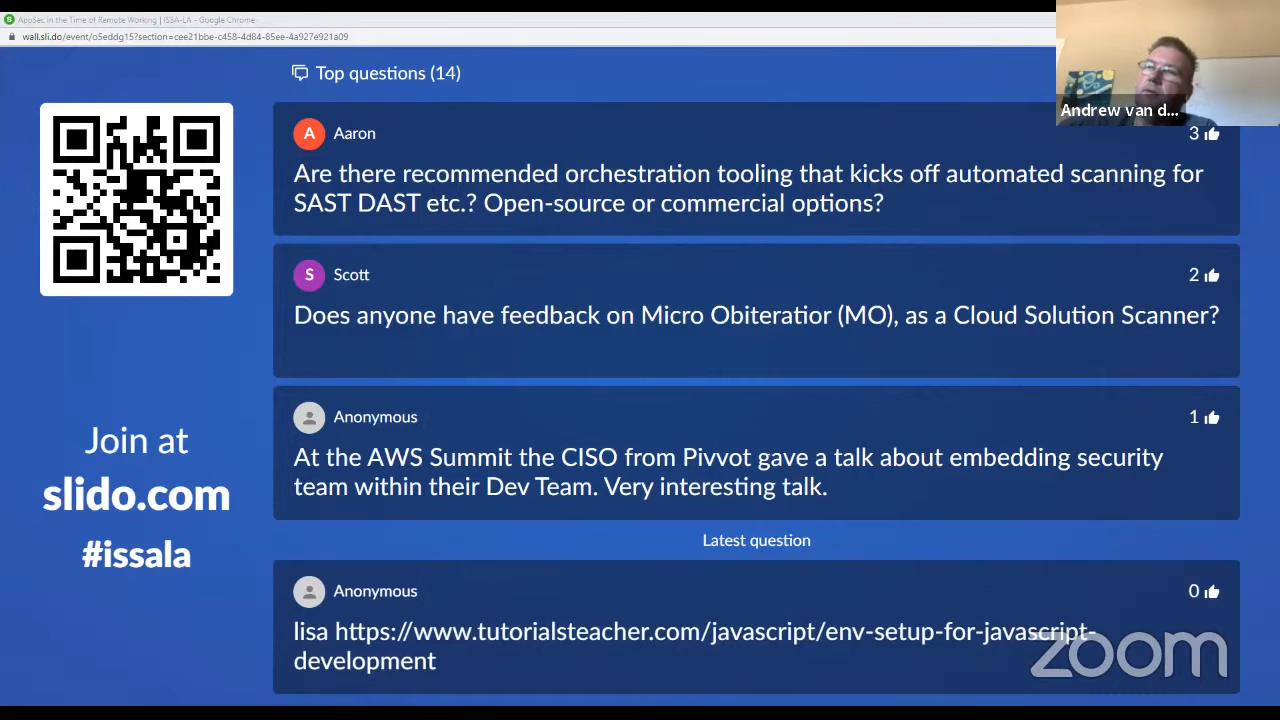 AppSec in the Time of Remote Working | ISSA-LA - Google Chrome
wall.sli.do/event/o5eddg15?section=cee21bbe-c458-4d84-85ee-4a927e921a09
Top questions (14)
Andrew van d...
A Aaron 3
Are there recommended orchestration tooling that kicks off automated scanning for
SAST DAST etc.? Open-source or commercial options?
S Scott 2
Does anyone have feedback on Micro Obiteratior (MO), as a Cloud Solution Scanner?
Anonymous 1
At the AWS Summit the CISO from Pivvot gave a talk about embedding security
team within their Dev Team. Very interesting talk.
Join at
slido.com
#issala
Latest question
Anonymous 0
lisa https://www.tutorialsteacher.com/javascript/env-setup-for-javascript-
development
zoom